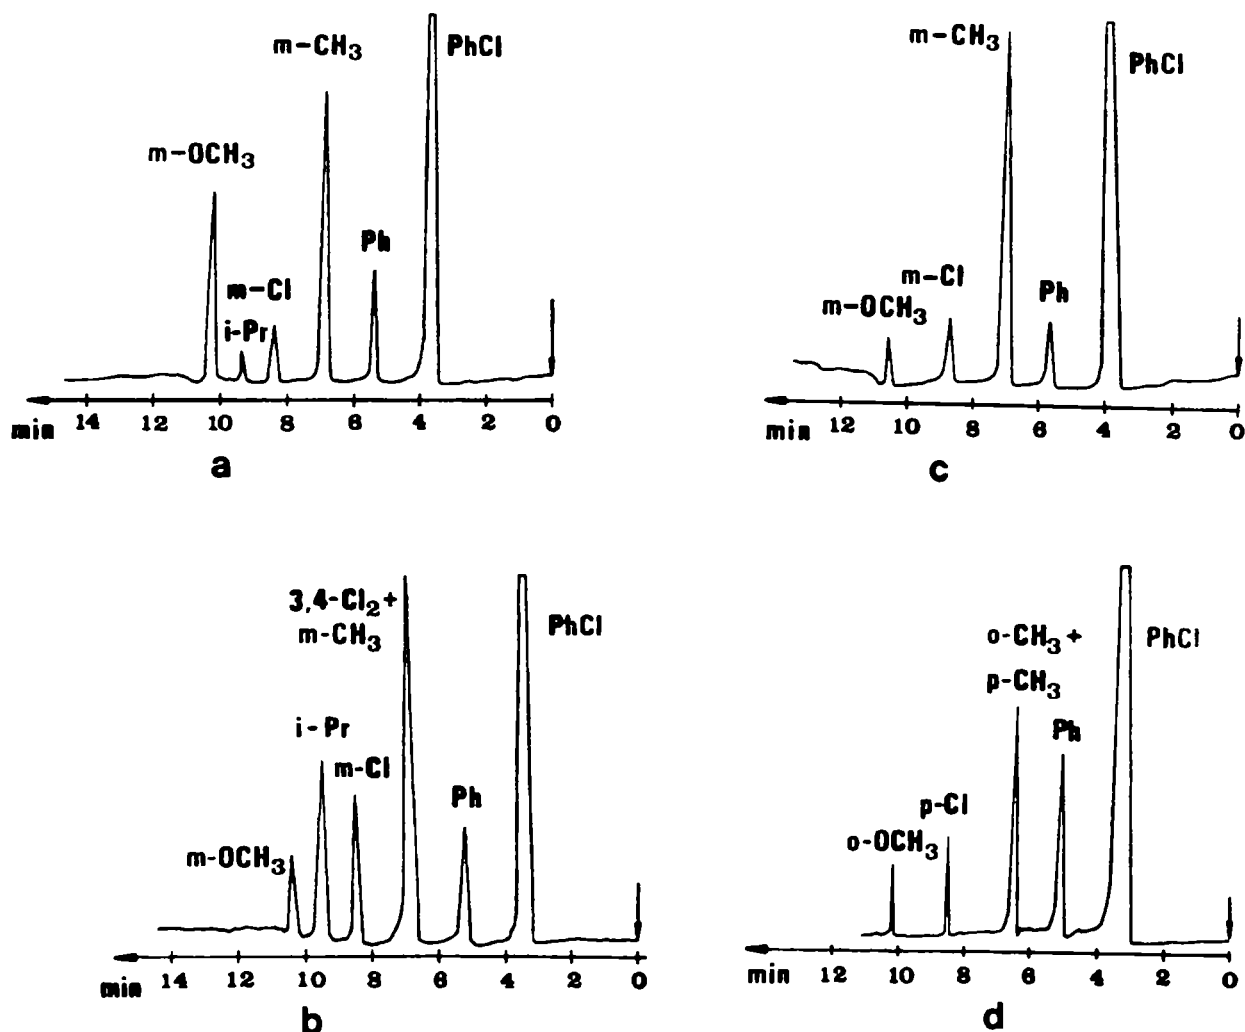 m-CH₃
PhCl
m-OCH₃
Ph
m-Cl
i-Pr
min 14 12 10 8 6 4 2 0
a
m-CH₃
PhCl
m-Cl
Ph
m-OCH₃
min 12 10 8 6 4 2 0
c
3,4-Cl₂+
m-CH₃
PhCl
i-Pr
m-Cl
Ph
m-OCH₃
min 14 12 10 8 6 4 2 0
b
o-CH₃+
p-CH₃
PhCl
Ph
p-Cl
o-OCH₃
min 12 10 8 6 4 2 0
d